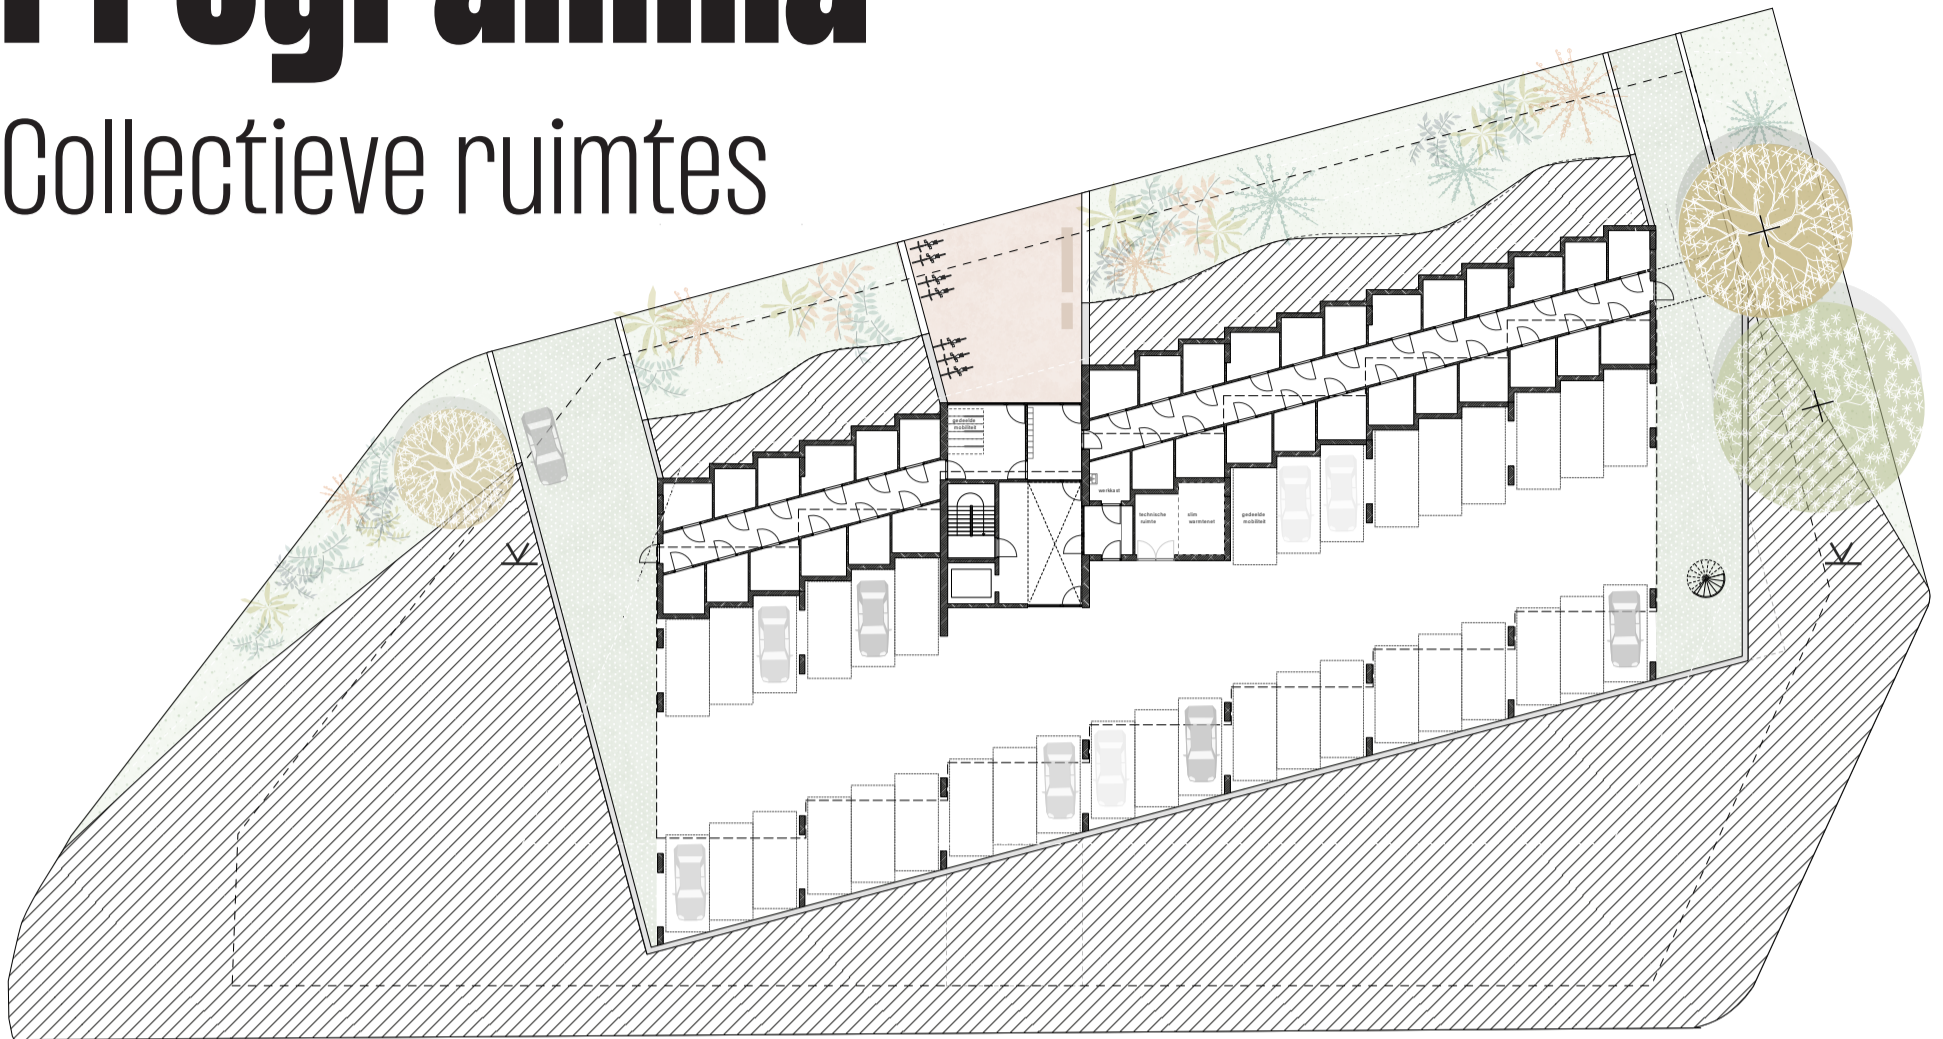 Programma
Collectieve ruimtes
gedeelde
mobiliteit
werkkast
technische
ruimte
slim
warmtenet
gedeelde
mobiliteit